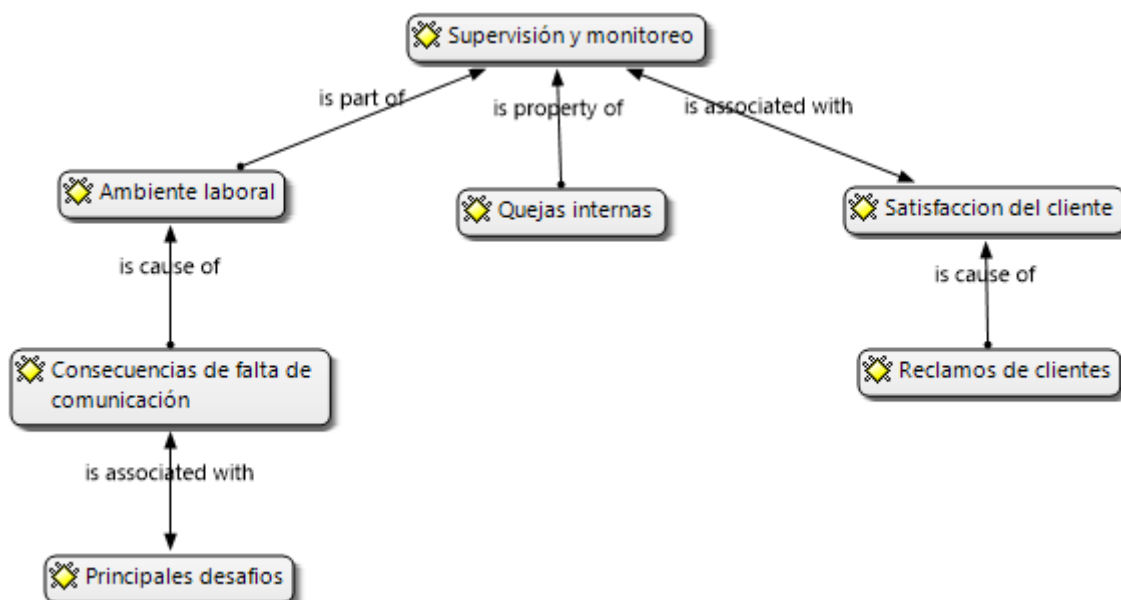 Supervisión y monitoreo
is part of
is property of
is associated with
Ambiente laboral
Quejas internas
Satisfaccion del cliente
is cause of
is cause of
Consecuencias de falta de
comunicación
Reclamos de clientes
is associated with
Principales desafios